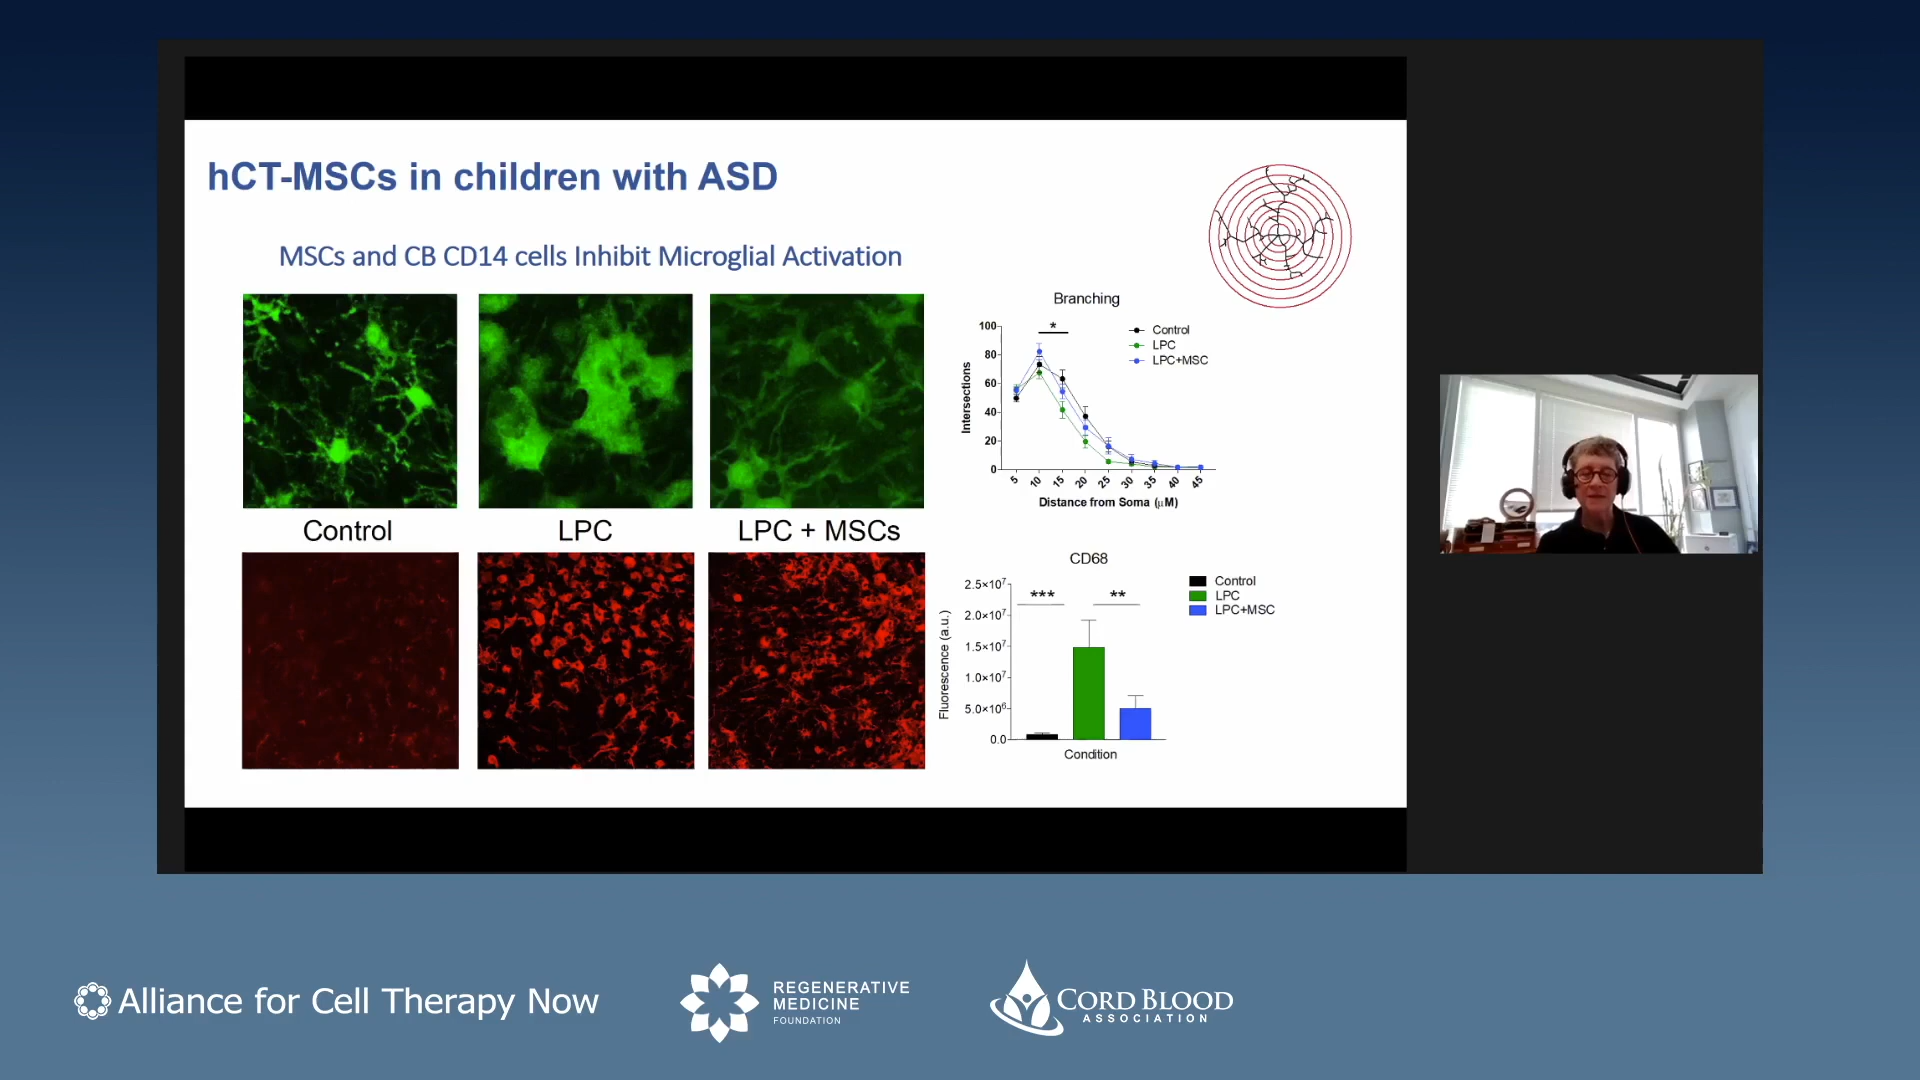 hCT-MSCs in children with ASD
MSCs and CB CD14 cells Inhibit Microglial Activation
Control
LPC
LPC + MSCs
Branching
*
Control
LPC
LPC+MSC
100
80
60
40
20
0
Intersections
5 10 15 20 25 30 35 40 45
Distance from Soma (μM)
CD68
*** **
Control
LPC
LPC+MSC
2.5×10⁷
2.0×10⁷
1.5×10⁷
1.0×10⁷
5.0×10⁶
0.0
Fluorescence (a.u.)
Condition
Alliance for Cell Therapy Now
REGENERATIVE
MEDICINE
FOUNDATION
CORD BLOOD
ASSOCIATION